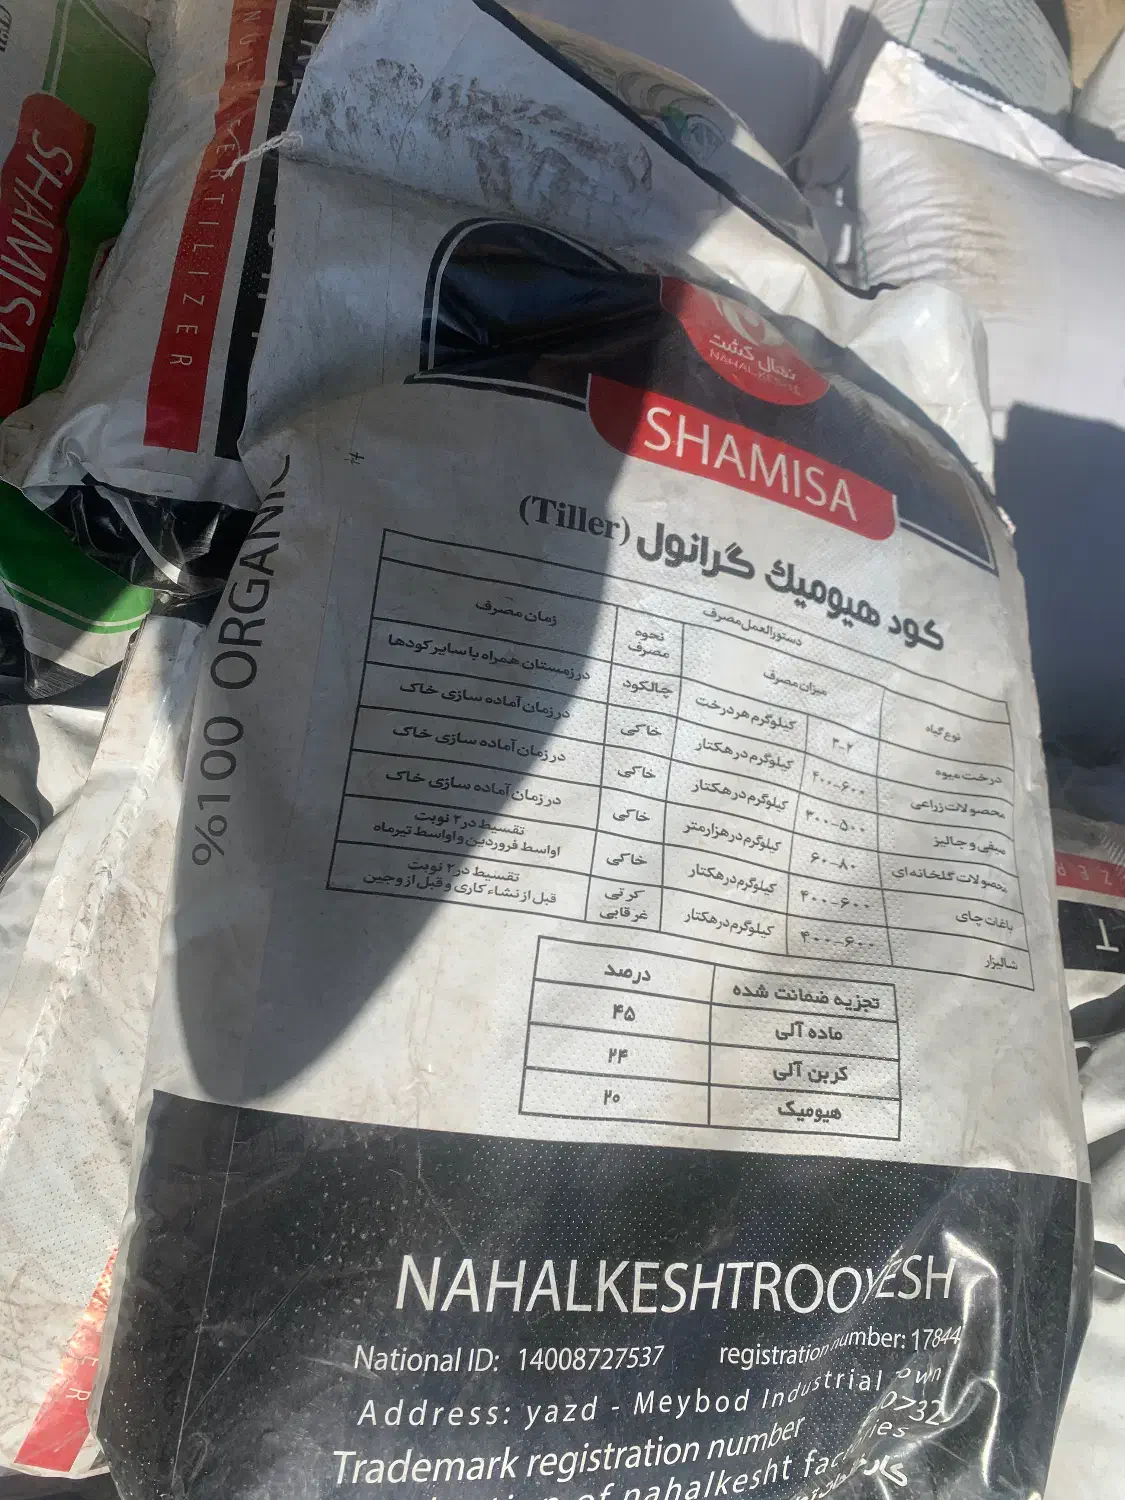 SHAMISA
FERTILIZER
نهال کشت
NAHALKESHT
SHAMISA
کود هیومیک گرانول (Tiller)
%100 ORGANIC
دستورالعمل مصرف
نوع گیاه میزان مصرف نحوه مصرف زمان مصرف
درخت میوه ۲-۳ کیلوگرم هر درخت چالکود در زمستان همراه با سایر کودها
محصولات زراعی ۴۰۰-۶۰۰ کیلوگرم در هکتار خاکی در زمان آماده سازی خاک
صیفی و جالیز ۳۰۰-۵۰۰ کیلوگرم در هکتار خاکی در زمان آماده سازی خاک
محصولات گلخانه ای ۶۰-۸۰ کیلوگرم در هزار متر خاکی در زمان آماده سازی خاک
باغات چای ۴۰۰-۶۰۰ کیلوگرم در هکتار خاکی تقسیط در ۲ نوبت
اواسط فروردین و اواسط تیرماه
شالیزار ۴۰۰-۶۰۰ کیلوگرم در هکتار کرتی غرقابی تقسیط در ۲ نوبت
قبل از نشاء کاری و قبل از وجین
تجزیه ضمانت شده درصد
ماده آلی ۴۵
کربن آلی ۲۴
هیومیک ۲۰
NAHALKESHTROOYESH
National ID: 14008727537 registration number: 17844
Address: yazd - Meybod Industrial own
Trademark registration number
of nahalkesht